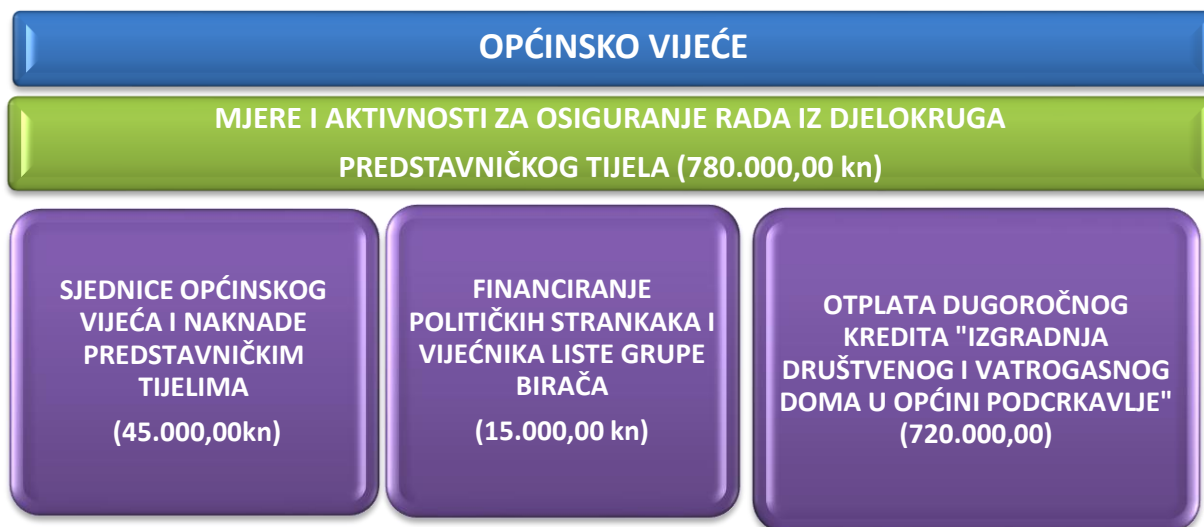 OPĆINSKO VIJEĆE
MJERE I AKTIVNOSTI ZA OSIGURANJE RADA IZ DJELOKRUGA
PREDSTAVNIČKOG TIJELA (780.000,00 kn)
SJEDNICE OPĆINSKOG
VIJEĆA I NAKNADE
PREDSTAVNIČKIM
TIJELIMA
(45.000,00kn)
FINANCIRANJE
POLITIČKIH STRANKAKA I
VIJEĆNIKA LISTE GRUPE
BIRAČA
(15.000,00 kn)
OTPLATA DUGOROČNOG
KREDITA "IZGRADNJA
DRUŠTVENOG I VATROGASNOG
DOMA U OPĆINI PODCRKAVLJE"
(720.000,00)